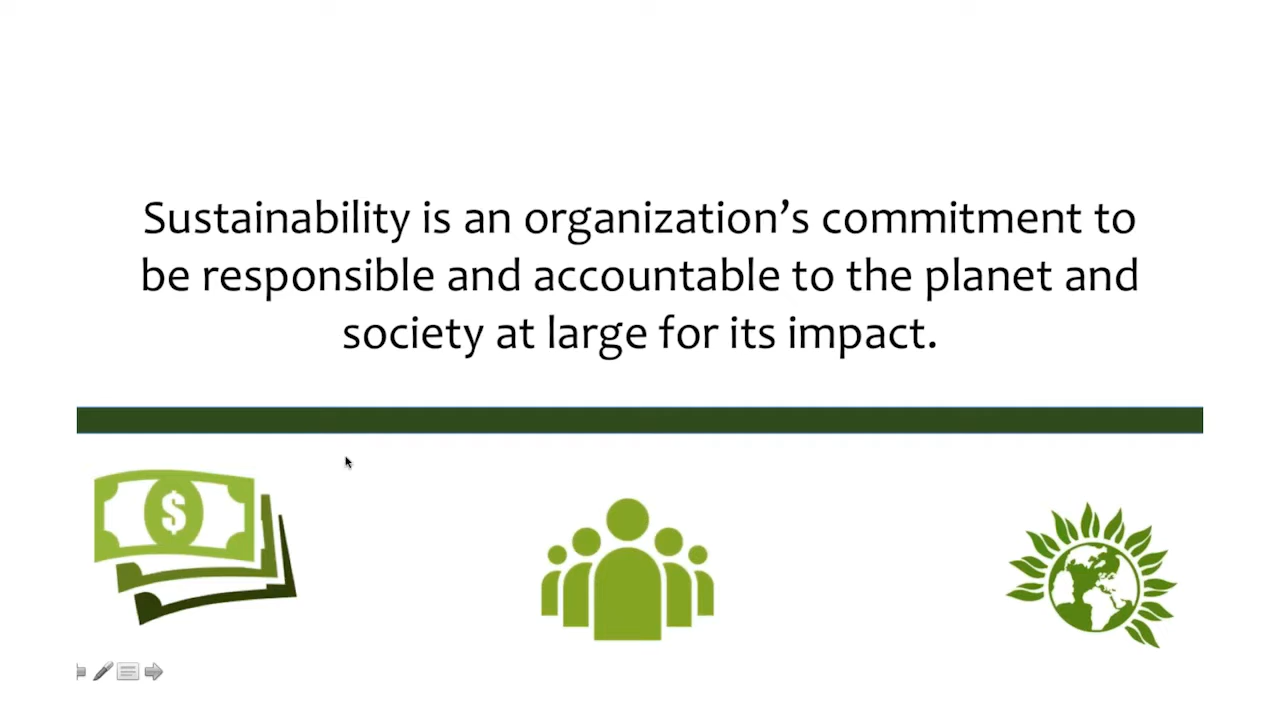 Sustainability is an organization’s commitment to
be responsible and accountable to the planet and
society at large for its impact.
$